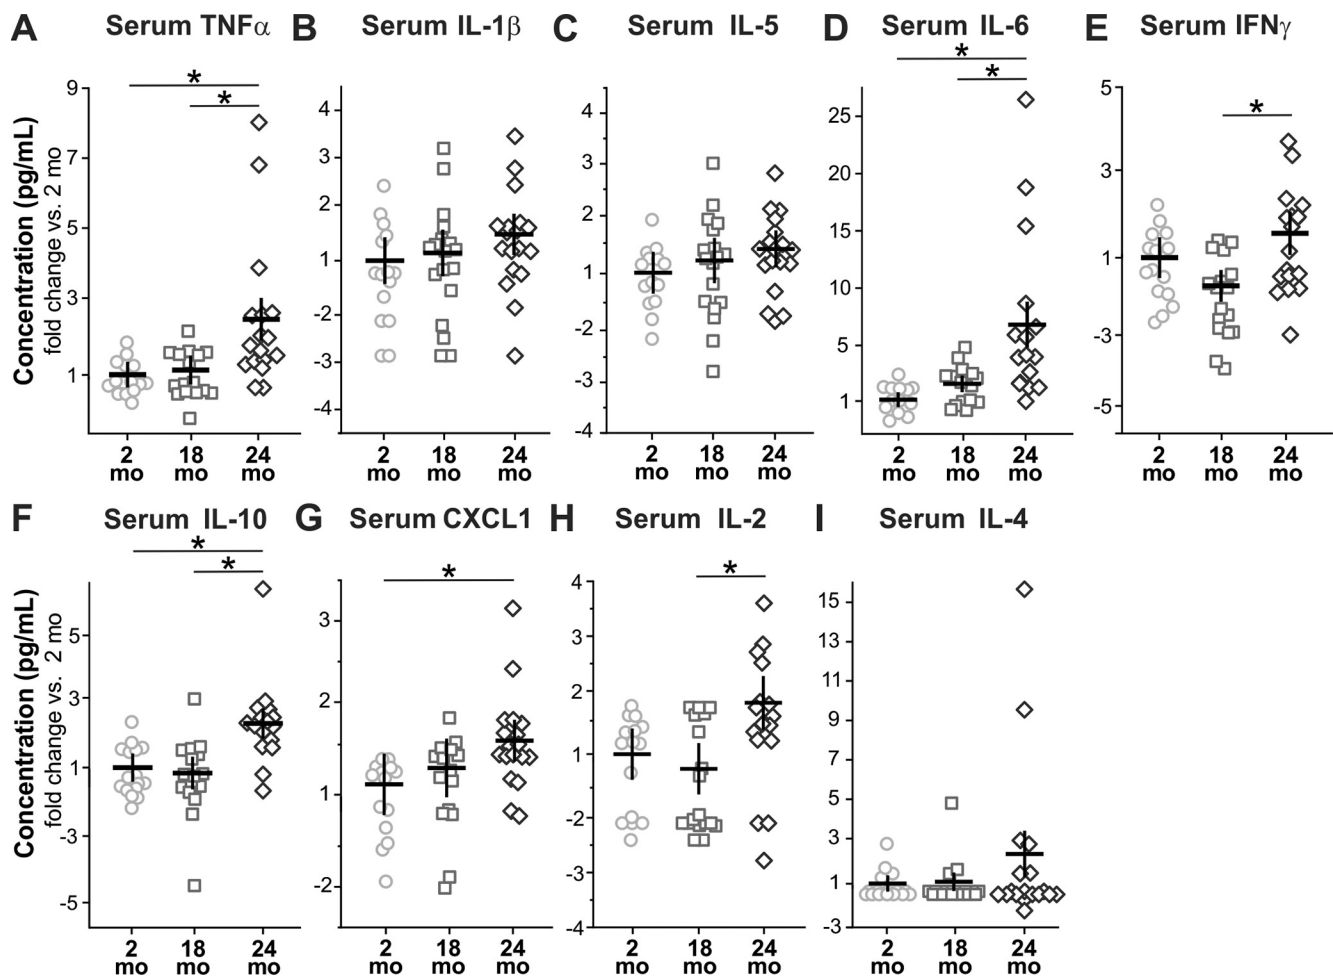 A Serum TNFα
B Serum IL-1β
C Serum IL-5
D Serum IL-6
E Serum IFNγ
Concentration (pg/mL)
fold change vs. 2 mo
* *
9
7
5
3
1
2 mo
18 mo
24 mo
4
3
2
1
-2
-3
-4
2 mo
18 mo
24 mo
4
3
2
1
-2
-3
-4
2 mo
18 mo
24 mo
* *
25
20
15
10
5
1
2 mo
18 mo
24 mo
*
5
3
1
-3
-5
2 mo
18 mo
24 mo
F Serum IL-10
G Serum CXCL1
H Serum IL-2
I Serum IL-4
Concentration (pg/mL)
fold change vs. 2 mo
* *
5
3
1
-3
-5
2 mo
18 mo
24 mo
*
3
2
1
-2
2 mo
18 mo
24 mo
*
4
3
2
1
-2
-3
-4
2 mo
18 mo
24 mo
15
13
11
9
7
5
3
1
-3
2 mo
18 mo
24 mo